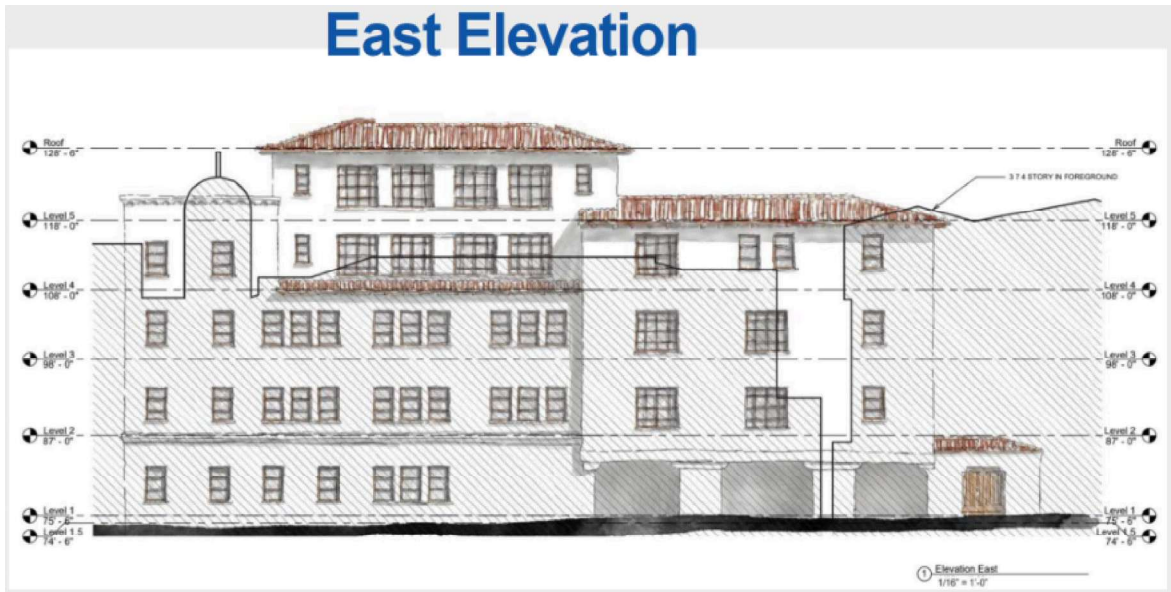 East Elevation
Roof
128' - 6"
Roof
128' - 6"
3 7 4 STORY IN FOREGROUND
Level 5
118' - 0"
Level 5
118' - 0"
Level 4
108' - 0"
Level 4
108' - 0"
Level 3
98' - 0"
Level 3
98' - 0"
Level 2
87' - 0"
Level 2
87' - 0"
Level 1
75' - 6"
Level 1
75' - 6"
Level 1.5
74' - 6"
Level 1.5
74' - 6"
1
Elevation East
1/16" = 1'-0"